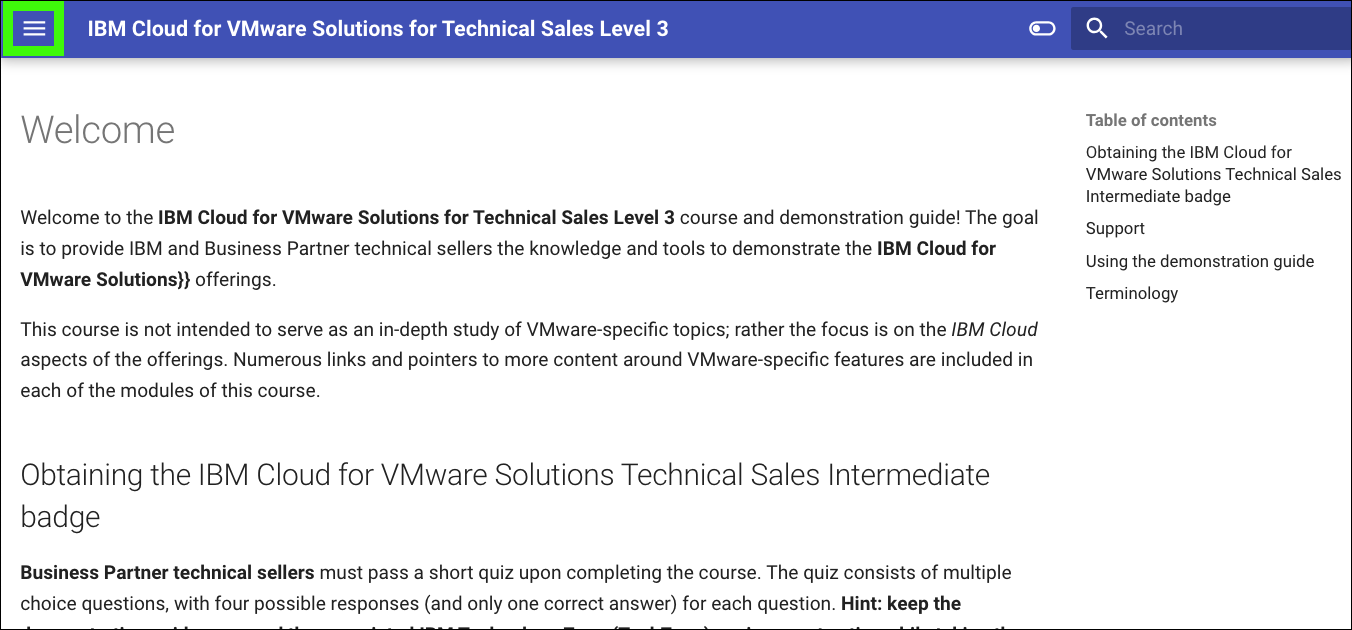 IBM Cloud for VMware Solutions for Technical Sales Level 3
Search
Welcome
Welcome to the IBM Cloud for VMware Solutions for Technical Sales Level 3 course and demonstration guide! The goal
is to provide IBM and Business Partner technical sellers the knowledge and tools to demonstrate the IBM Cloud for
VMware Solutions}} offerings.
This course is not intended to serve as an in-depth study of VMware-specific topics; rather the focus is on the IBM Cloud
aspects of the offerings. Numerous links and pointers to more content around VMware-specific features are included in
each of the modules of this course.
Obtaining the IBM Cloud for VMware Solutions Technical Sales Intermediate
badge
Business Partner technical sellers must pass a short quiz upon completing the course. The quiz consists of multiple
choice questions, with four possible responses (and only one correct answer) for each question. Hint: keep the
Table of contents
Obtaining the IBM Cloud for
VMware Solutions Technical Sales
Intermediate badge
Support
Using the demonstration guide
Terminology